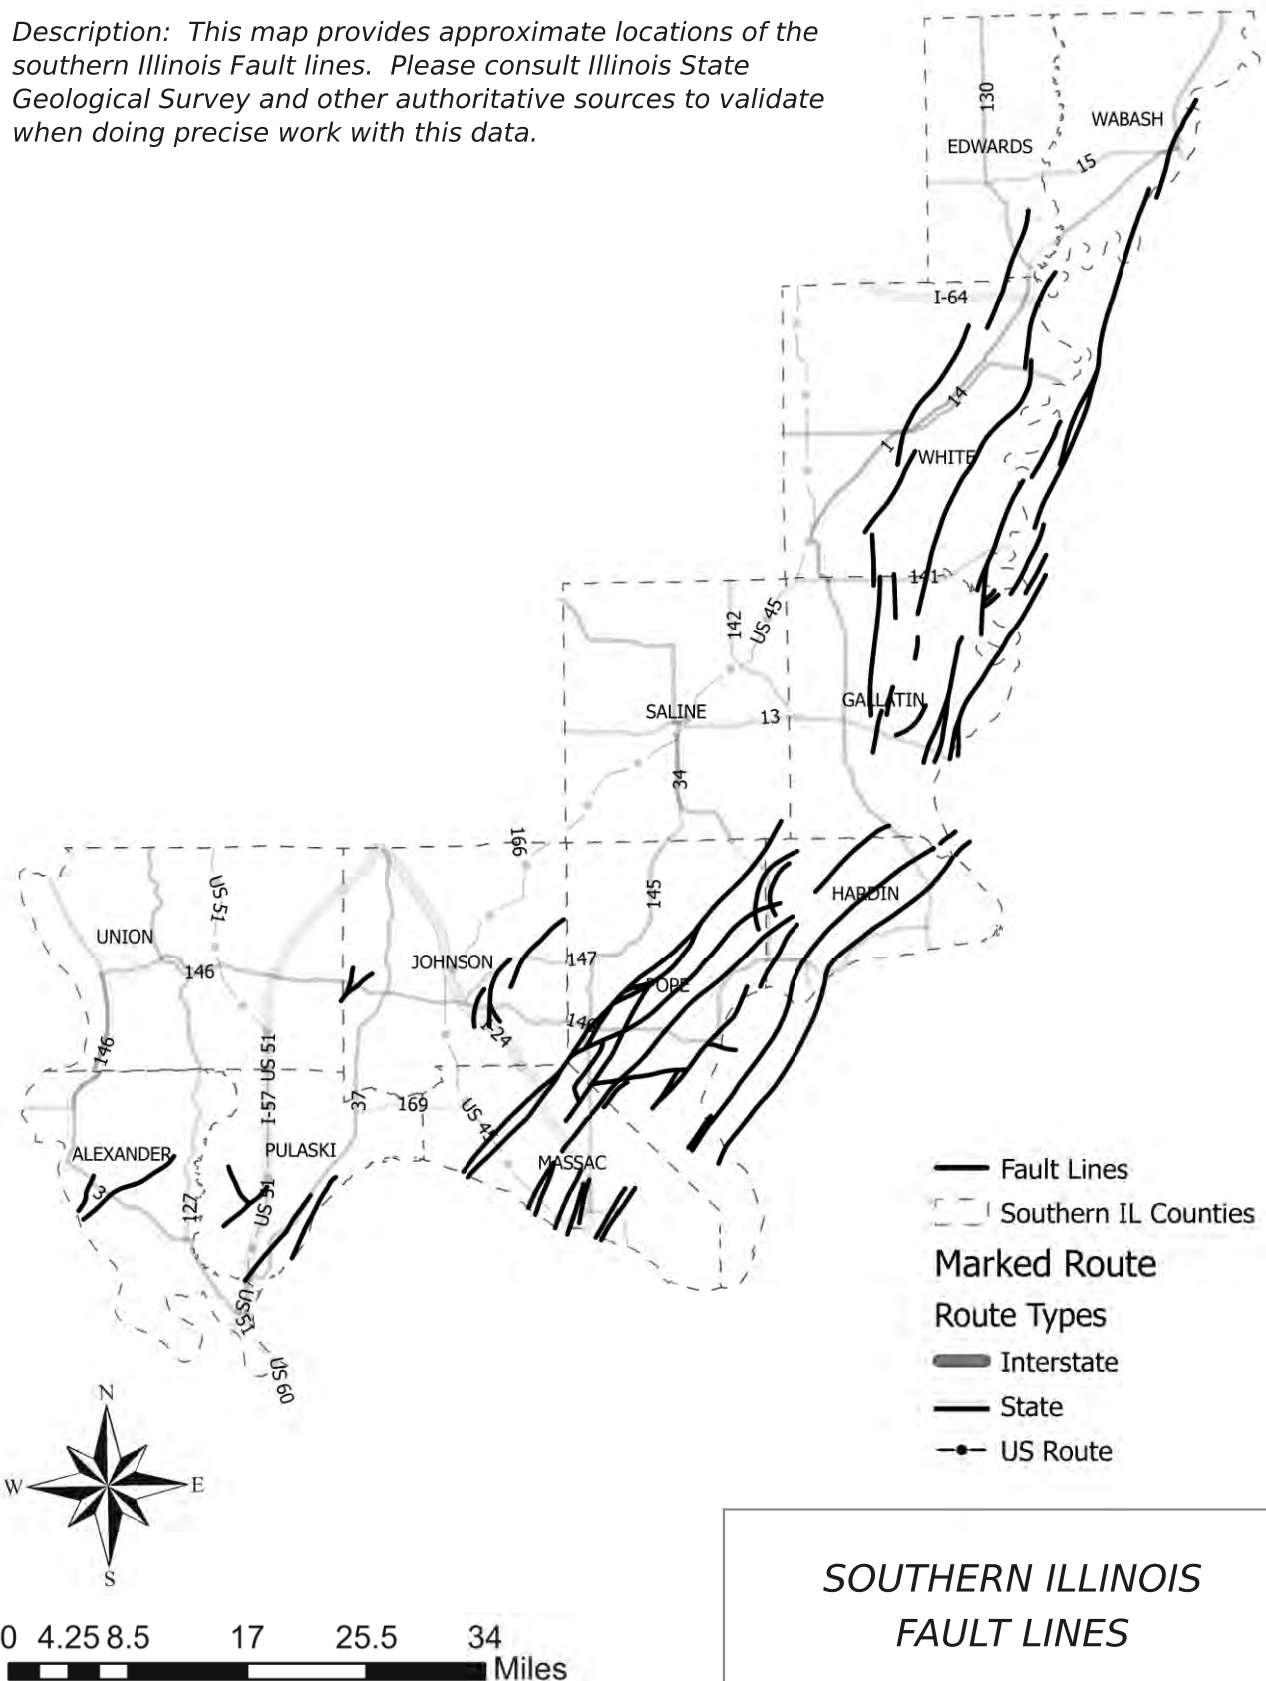 Description:  This map provides approximate locations of the
southern Illinois Fault lines.  Please consult Illinois State
Geological Survey and other authoritative sources to validate
when doing precise work with this data.
130
WABASH
EDWARDS
15
I-64
14
1
WHITE
141
142
US 45
GALLATIN
SALINE
13
34
166
145
HARDIN
US 51
UNION
146
JOHNSON
147
POPE
146
I-24
146
US 51
I-57
37
169
US 45
ALEXANDER
PULASKI
MASSAC
3
127
US 51
US 51
US 60
Fault Lines
Southern IL Counties
Marked Route
Route Types
Interstate
State
US Route
N
W
E
S
SOUTHERN ILLINOIS
FAULT LINES
0 4.25 8.5 17 25.5 34
Miles